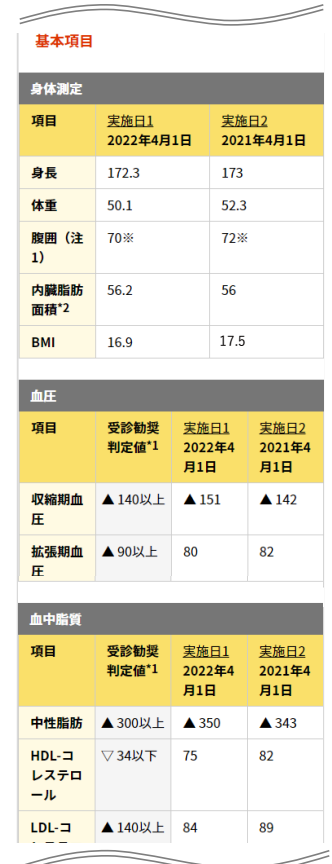 基本項目
身体測定
項目 実施日1 実施日2
2022年4月1日 2021年4月1日
身長 172.3 173
体重 50.1 52.3
腹囲（注 70※ 72※
1）
内臓脂肪 56.2 56
面積*2
BMI 16.9 17.5
血圧
項目 受診勧奨 実施日1 実施日2
判定値*1 2022年4 2021年4
月1日 月1日
収縮期血 ▲140以上 ▲151 ▲142
圧
拡張期血 ▲90以上 80 82
圧
血中脂質
項目 受診勧奨 実施日1 実施日2
判定値*1 2022年4 2021年4
月1日 月1日
中性脂肪 ▲300以上 ▲350 ▲343
HDL-コ ▽34以下 75 82
レステロ
ール
LDL-コ ▲140以上 84 89